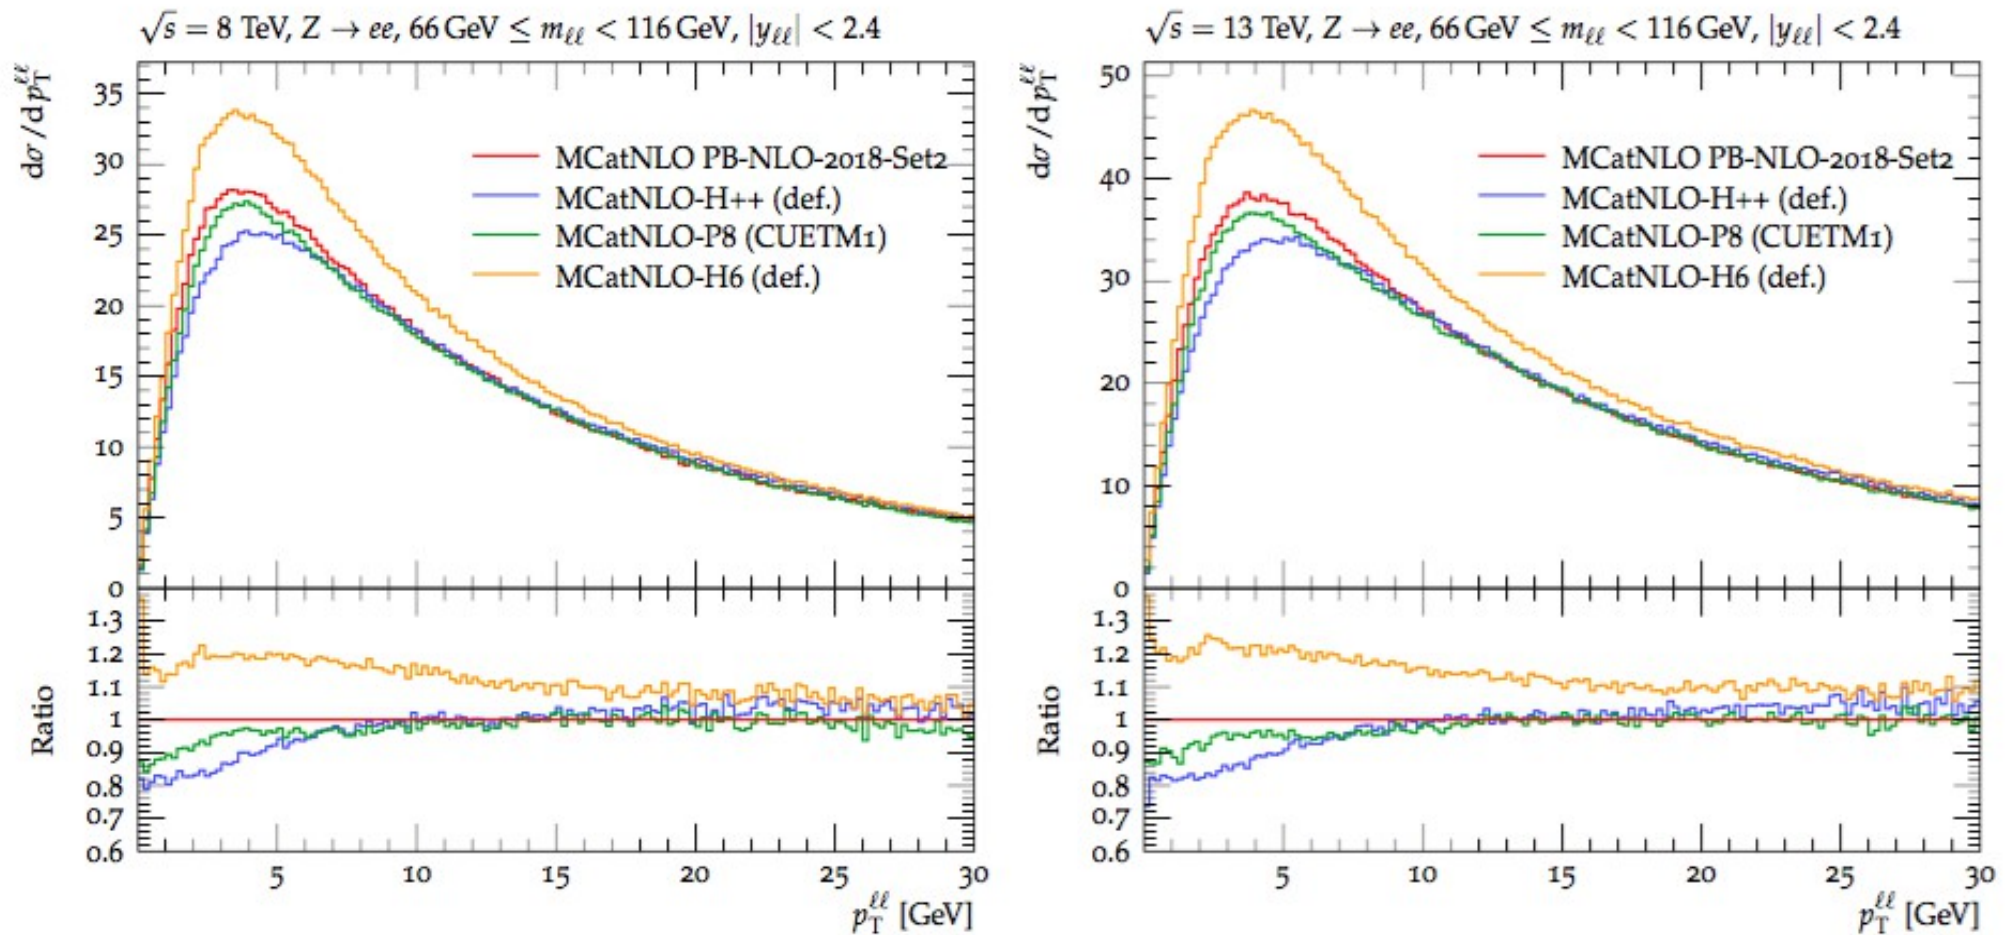 √s = 8 TeV, Z → ee, 66 GeV ≤ mℓℓ < 116 GeV, |yℓℓ| < 2.4
dσ/dp_T^ℓℓ
35
30
25
20
15
10
5
0
MCatNLO PB-NLO-2018-Set2
MCatNLO-H++ (def.)
MCatNLO-P8 (CUETM1)
MCatNLO-H6 (def.)
Ratio
1.3
1.2
1.1
1
0.9
0.8
0.7
0.6
5 10 15 20 25 30
p_T^ℓℓ [GeV]
√s = 13 TeV, Z → ee, 66 GeV ≤ mℓℓ < 116 GeV, |yℓℓ| < 2.4
dσ/dp_T^ℓℓ
50
40
30
20
10
0
MCatNLO PB-NLO-2018-Set2
MCatNLO-H++ (def.)
MCatNLO-P8 (CUETM1)
MCatNLO-H6 (def.)
Ratio
1.3
1.2
1.1
1
0.9
0.8
0.7
0.6
5 10 15 20 25 30
p_T^ℓℓ [GeV]